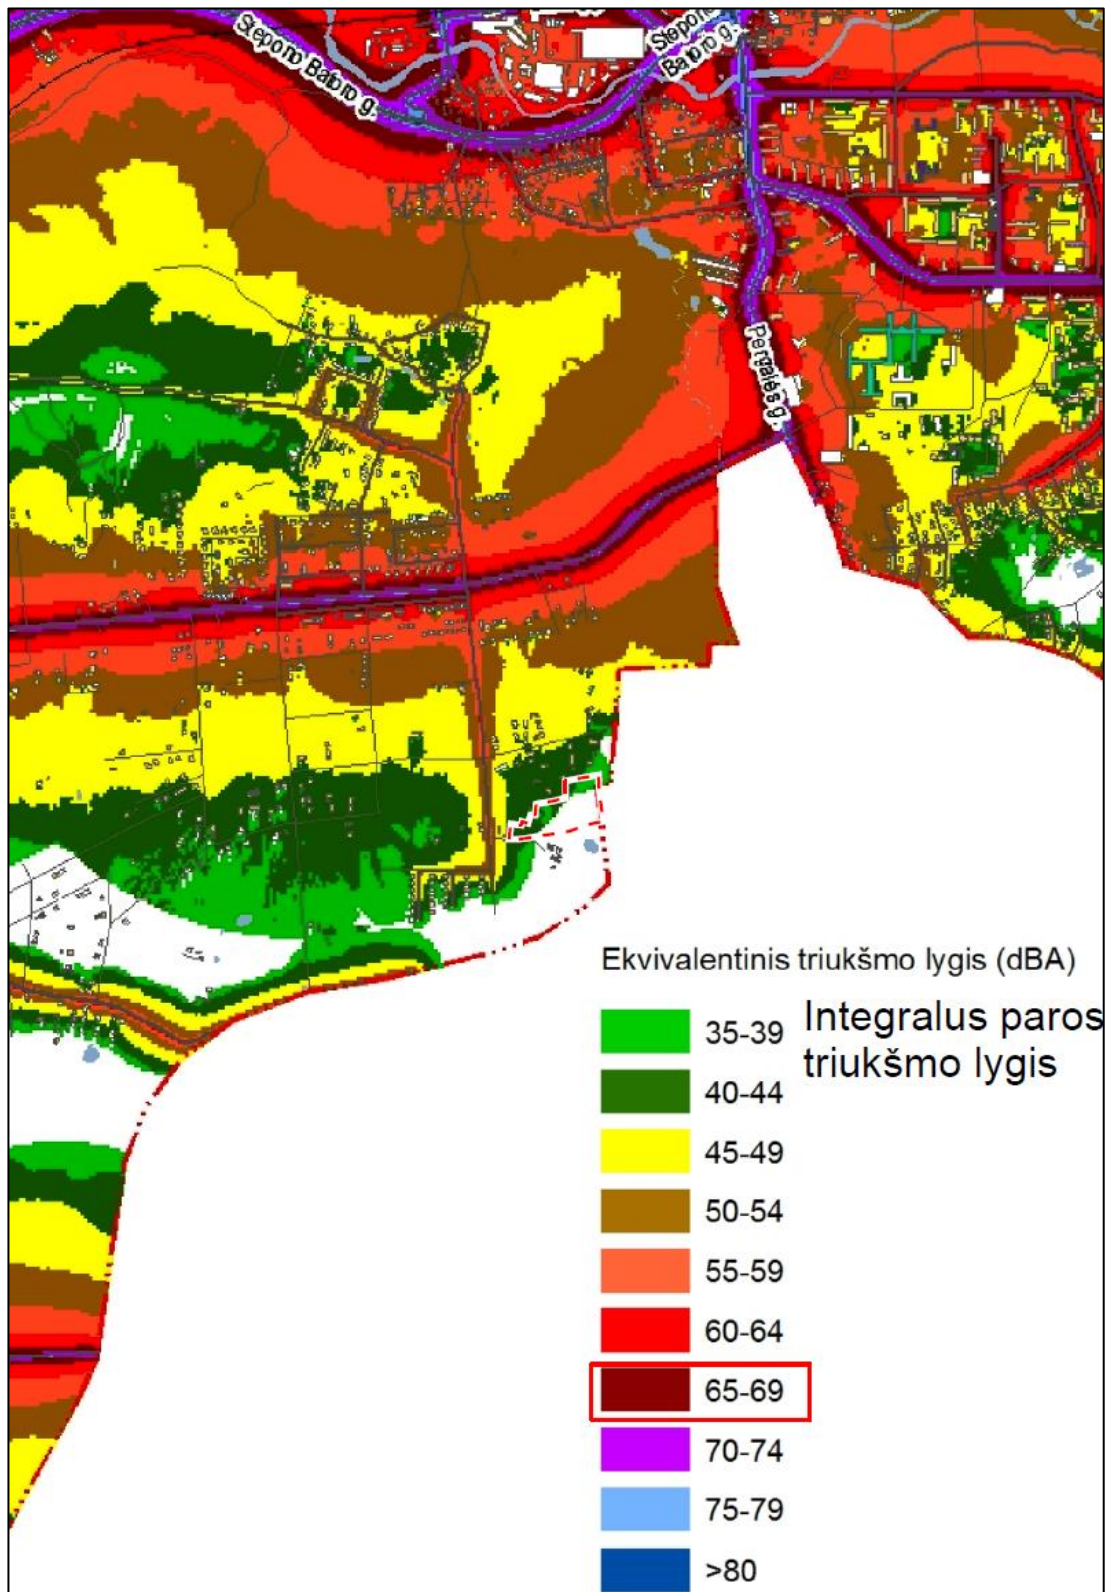 Stepono Batoro g.
Stepono
Batoro g.
Pergalės g.
Ekvivalentinis triukšmo lygis (dBA)
Integralus paros
triukšmo lygis
35-39
40-44
45-49
50-54
55-59
60-64
65-69
70-74
75-79
>80